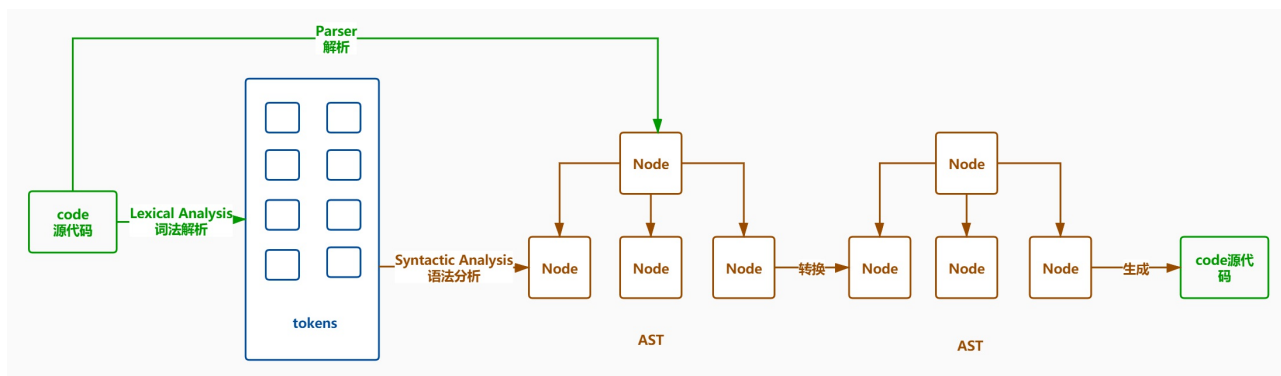 Parser
解析
code
源代码
Lexical Analysis
词法解析
tokens
Syntactic Analysis
语法分析
Node
Node
Node
Node
AST
转换
Node
Node
Node
Node
AST
生成
code源代
码